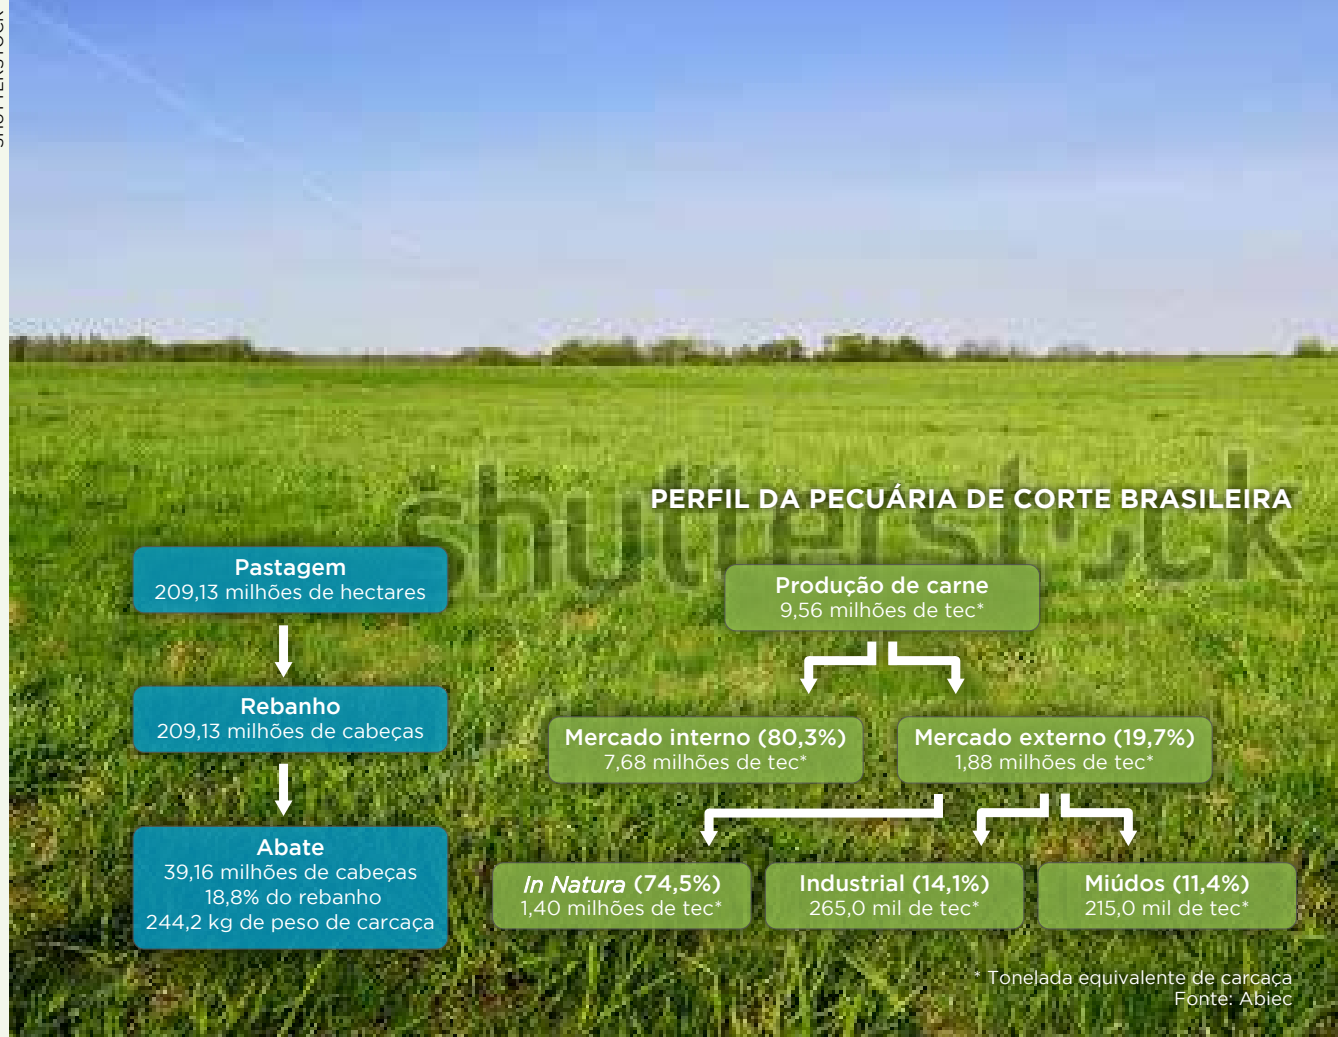 SHUTTERSTOCK
shutterstock
PERFIL DA PECUÁRIA DE CORTE BRASILEIRA
Pastagem
209,13 milhões de hectares
Rebanho
209,13 milhões de cabeças
Abate
39,16 milhões de cabeças
18,8% do rebanho
244,2 kg de peso de carcaça
Produção de carne
9,56 milhões de tec*
Mercado interno (80,3%)
7,68 milhões de tec*
Mercado externo (19,7%)
1,88 milhões de tec*
In Natura (74,5%)
1,40 milhões de tec*
Industrial (14,1%)
265,0 mil de tec*
Miúdos (11,4%)
215,0 mil de tec*
* Tonelada equivalente de carcaça
Fonte: Abiec